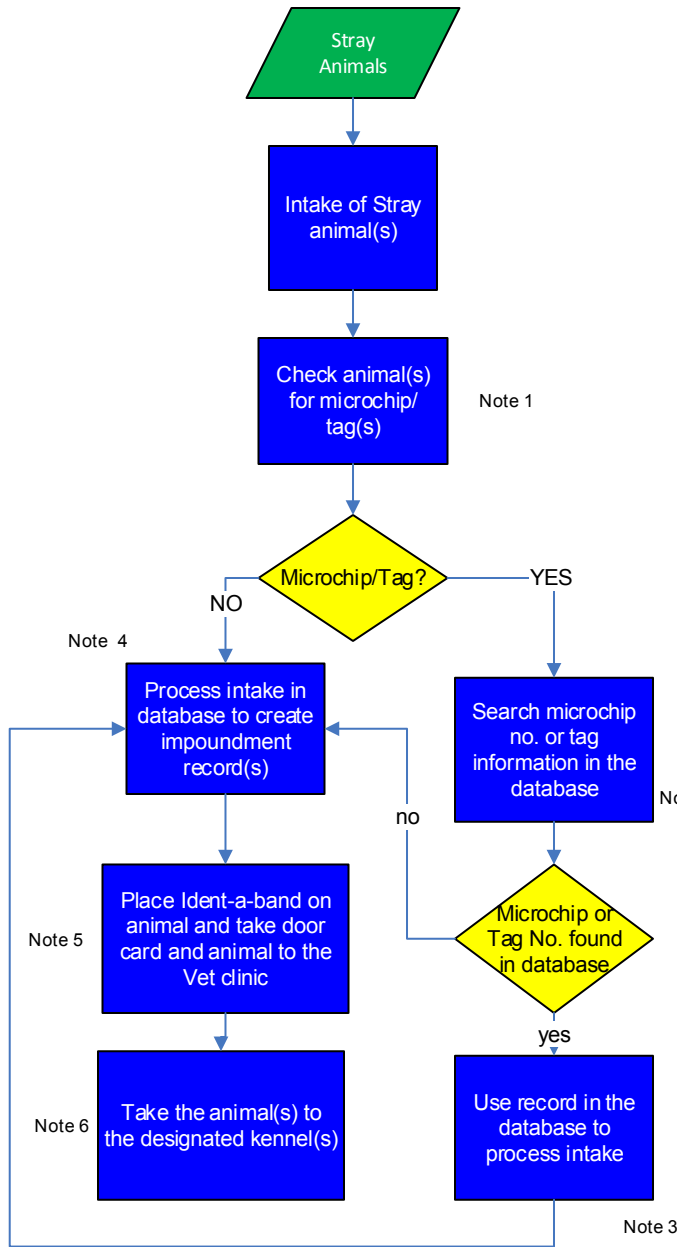 Stray
Animals
Intake of Stray
animal(s)
Check animal(s)
for microchip/
tag(s)
Note 1
Microchip/Tag?
YES
NO
Note 4
Process intake in
database to create
impoundment
record(s)
Search microchip
no. or tag
information in the
database
no
Place Ident-a-band on
animal and take door
card and animal to the
Vet clinic
Note 5
Microchip or
Tag No. found
in database
yes
Take the animal(s) to
the designated kennel(s)
Note 6
Use record in the
database to
process intake
Note 3